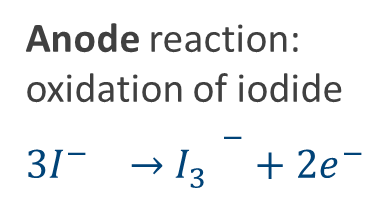 Anode reaction:
oxidation of iodide
3I⁻ → I₃⁻ + 2e⁻